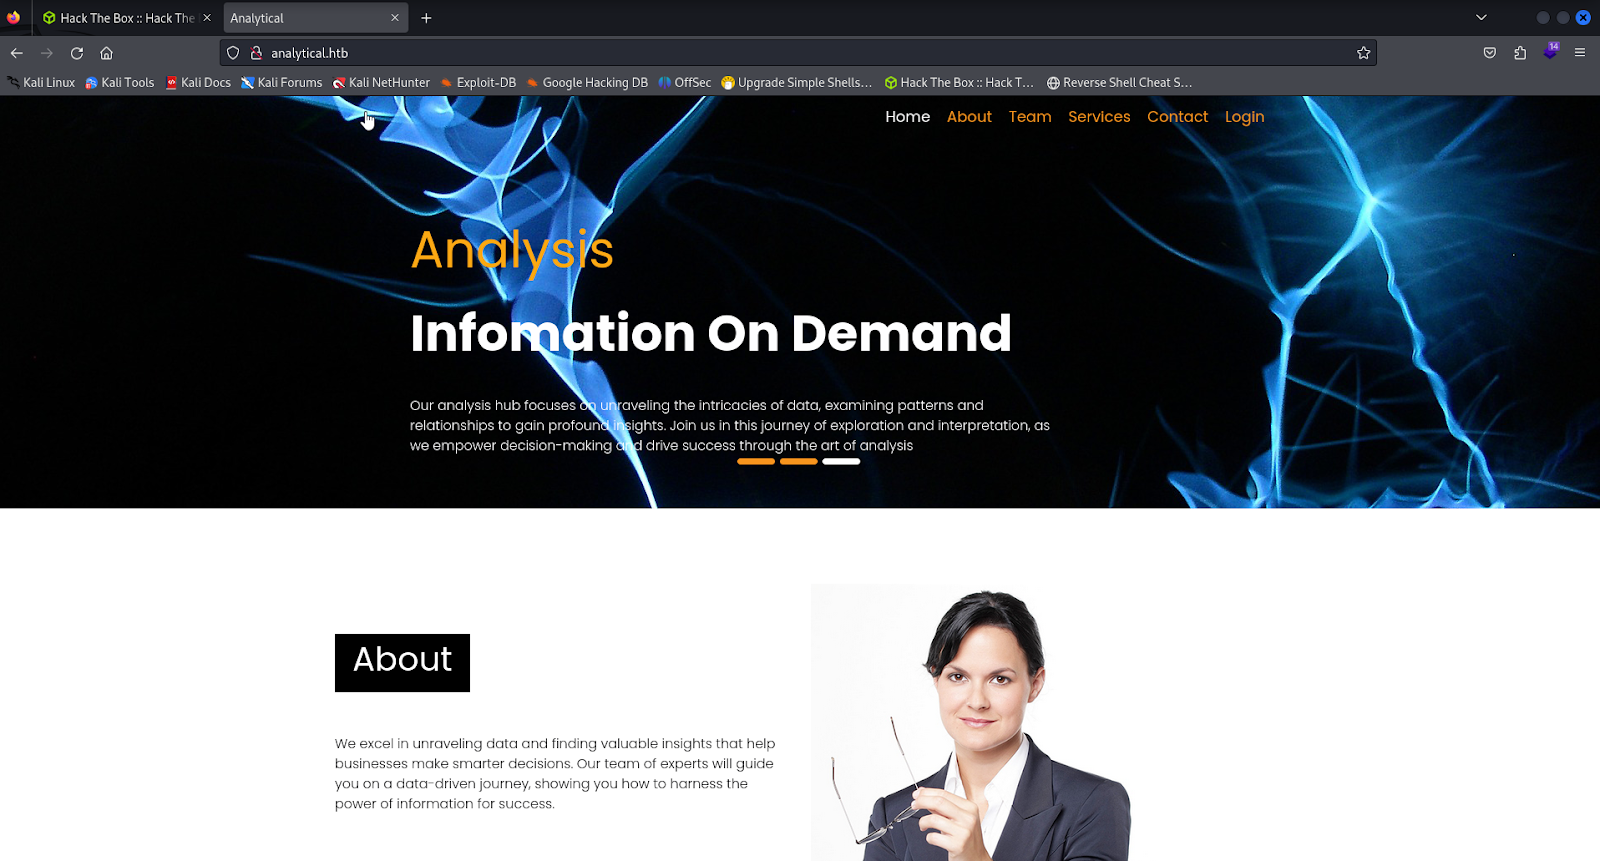 Hack The Box :: Hack The
Analytical
analytical.htb
14
Kali Linux Kali Tools Kali Docs Kali Forums Kali NetHunter Exploit-DB Google Hacking DB OffSec Upgrade Simple Shells... Hack The Box :: Hack T... Reverse Shell Cheat S...
Home About Team Services Contact Login
Analysis
Infomation On Demand
Our analysis hub focuses on unraveling the intricacies of data, examining patterns and
relationships to gain profound insights. Join us in this journey of exploration and interpretation, as
we empower decision-making and drive success through the art of analysis
About
We excel in unraveling data and finding valuable insights that help
businesses make smarter decisions. Our team of experts will guide
you on a data-driven journey, showing you how to harness the
power of information for success.